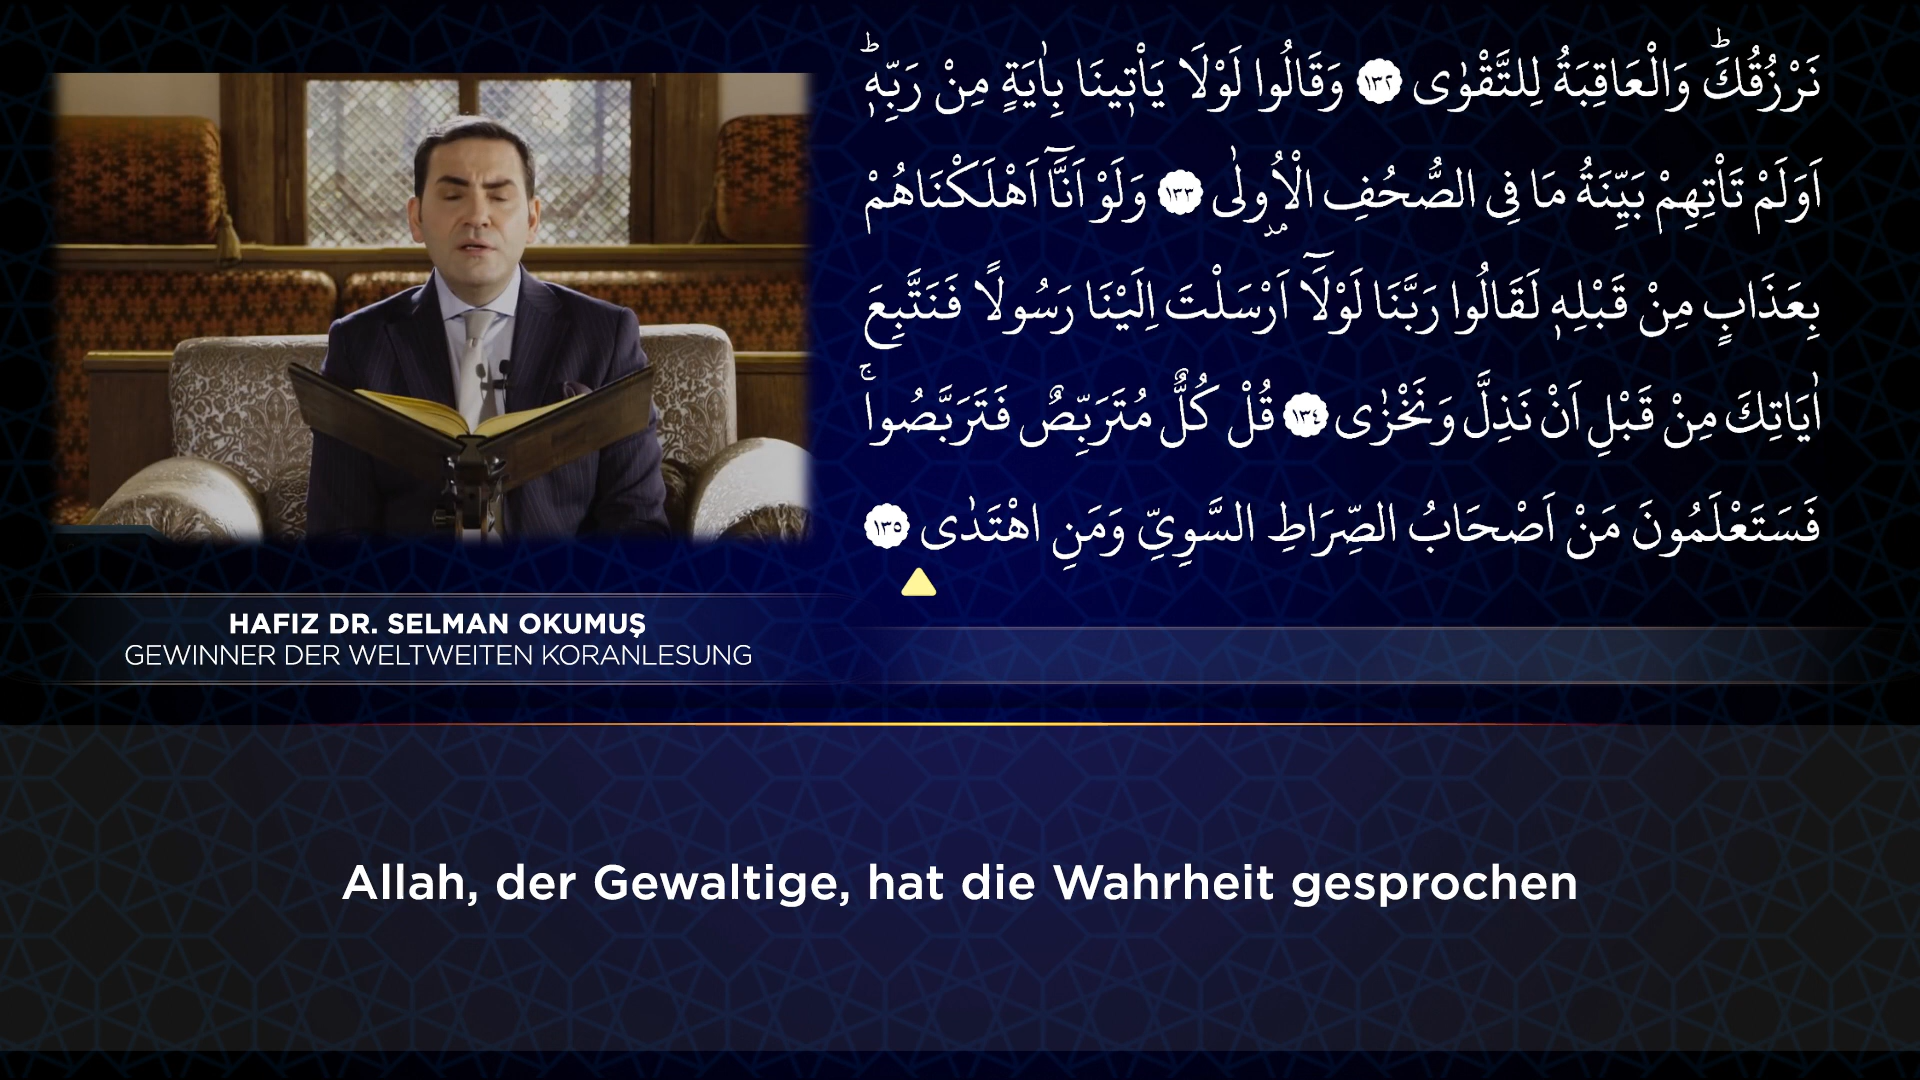 نَرْزُقُكَۜ وَالْعَاقِبَةُ لِلتَّقْوٰى ﴿١٣٢﴾ وَقَالُوا لَوْلَا يَأْت۪ينَا بِاٰيَةٍ مِنْ رَبِّه۪ۜ
اَوَلَمْ تَأْتِهِمْ بَيِّنَةُ مَا فِى الصُّحُفِ الْاُو۫لٰى ﴿١٣٣﴾ وَلَوْ اَنَّٓا اَهْلَكْنَاهُمْ
بِعَذَابٍ مِنْ قَبْلِه۪ لَقَالُوا رَبَّنَا لَوْلَٓا اَرْسَلْتَ اِلَيْنَا رَسُولًا فَنَتَّبِعَ
اٰيَاتِكَ مِنْ قَبْلِ اَنْ نَذِلَّ وَنَخْزٰى ﴿١٣٤﴾ قُلْ كُلٌّ مُتَرَبِّصٌ فَتَرَبَّصُواۚ
فَسَتَعْلَمُونَ مَنْ اَصْحَابُ الصِّرَاطِ السَّوِيِّ وَمَنِ اهْتَدٰى ﴿١٣٥﴾
HAFIZ DR. SELMAN OKUMUŞ
GEWINNER DER WELTWEITEN KORANLESUNG
Allah, der Gewaltige, hat die Wahrheit gesprochen